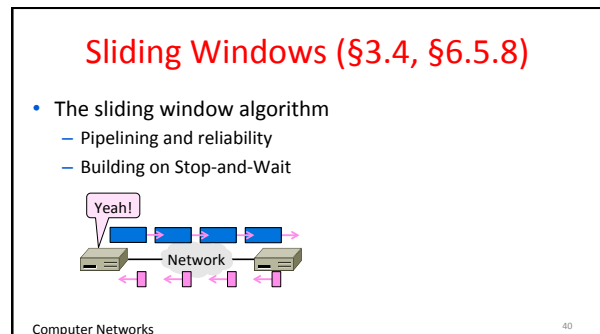 Sliding Windows (§3.4, §6.5.8)
• The sliding window algorithm
– Pipelining and reliability
– Building on Stop-and-Wait
Yeah!
Network
Computer Networks
40